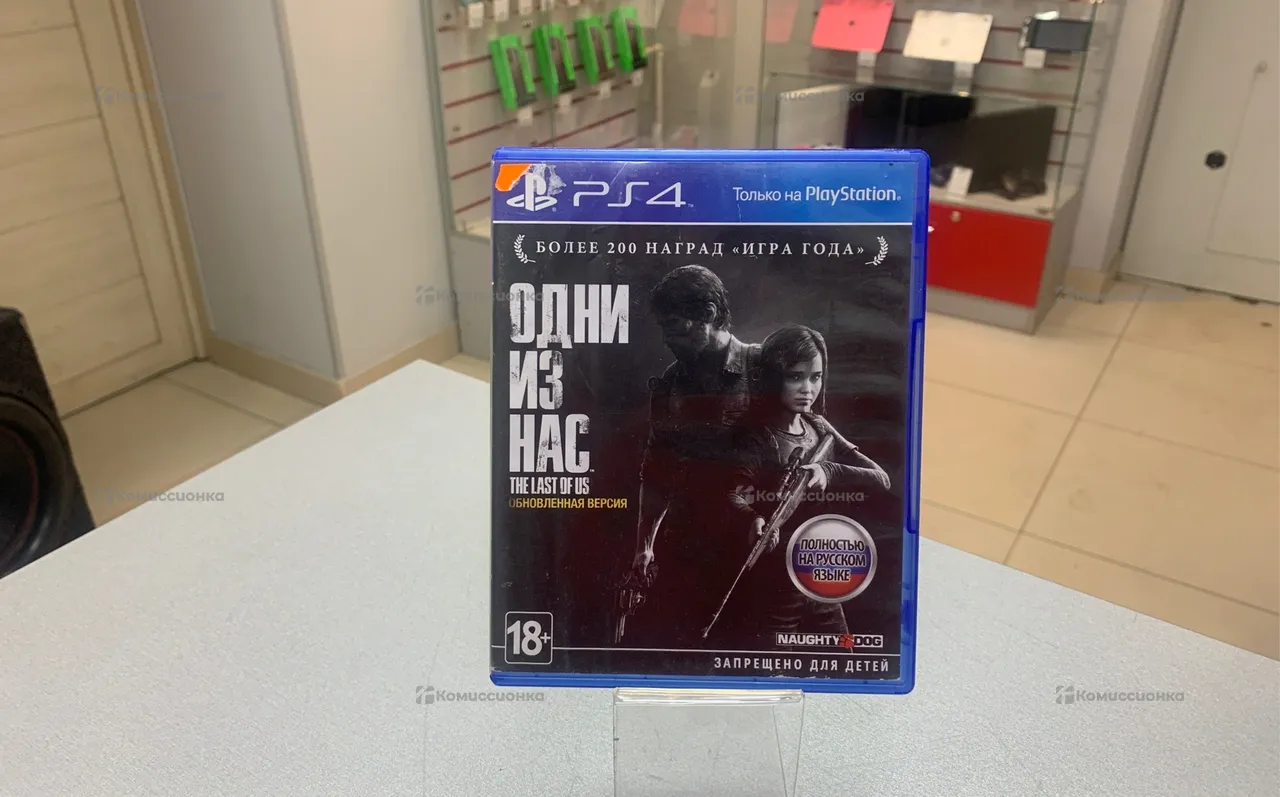 PS4
Только на PlayStation
БОЛЕЕ 200 НАГРАД «ИГРА ГОДА»
ОДНИ
ИЗ
НАС
THE LAST OF US
ОБНОВЛЕННАЯ ВЕРСИЯ
ПОЛНОСТЬЮ
НА РУССКОМ
ЯЗЫКЕ
18+
NAUGHTY DOG
ЗАПРЕЩЕНО ДЛЯ ДЕТЕЙ
Комиссионка
Комиссионка
Комиссионка
Комиссионка
Комиссионка
Комиссионка
Комиссионка